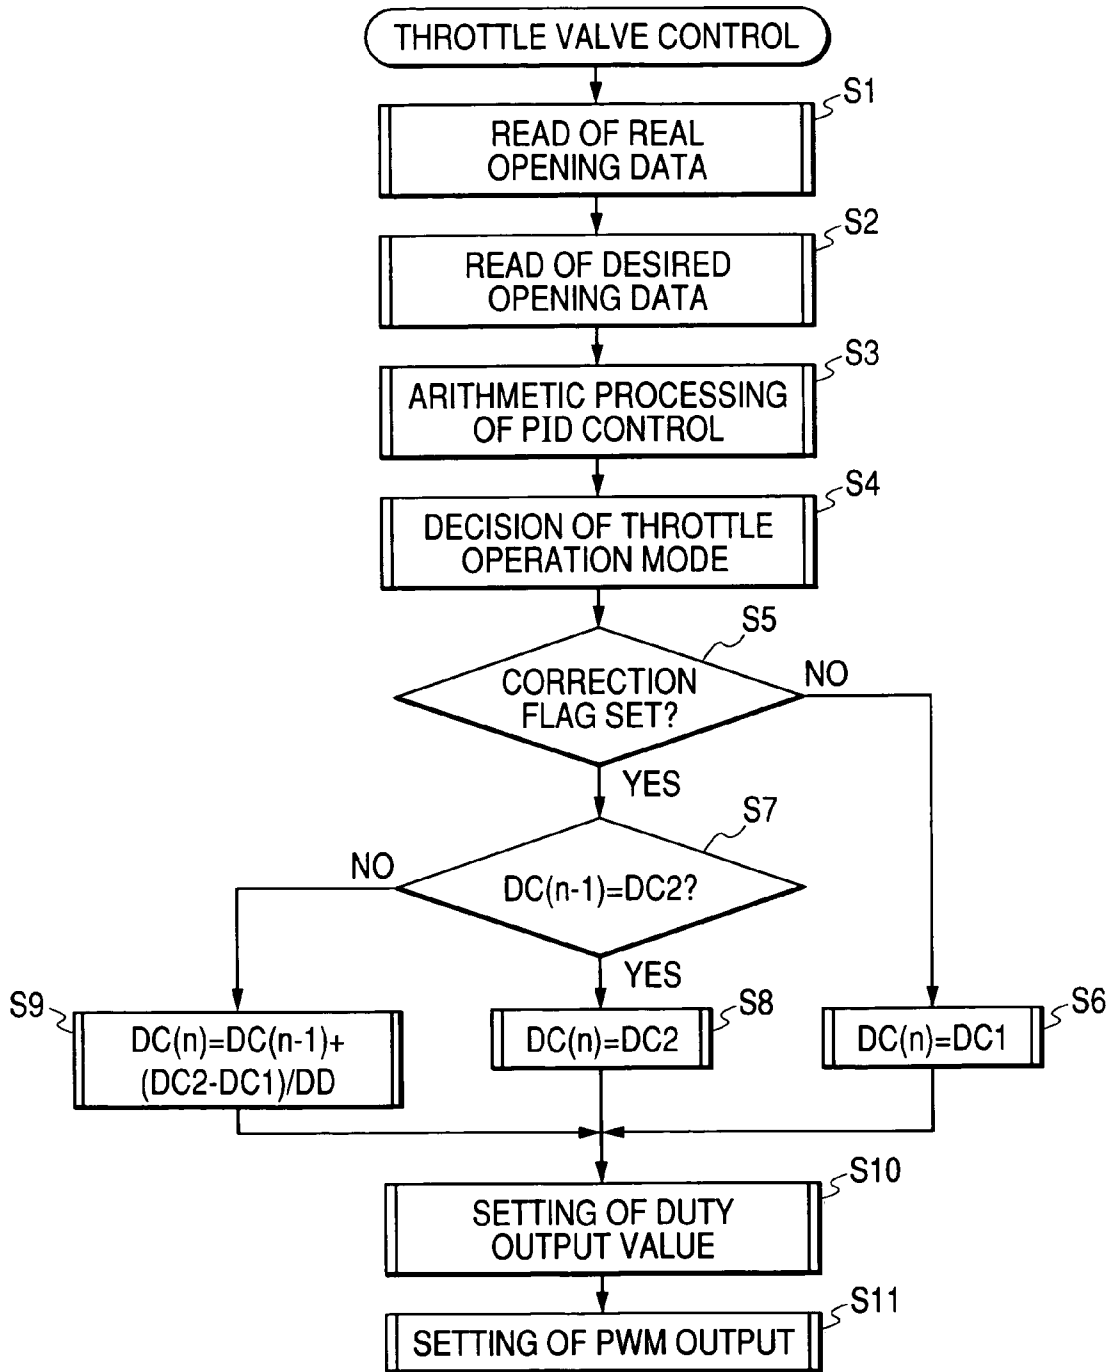 THROTTLE VALVE CONTROL
S1
READ OF REAL
OPENING DATA
S2
READ OF DESIRED
OPENING DATA
S3
ARITHMETIC PROCESSING
OF PID CONTROL
S4
DECISION OF THROTTLE
OPERATION MODE
S5
CORRECTION
FLAG SET?
NO
YES
S7
DC(n-1)=DC2?
NO
YES
S9
DC(n)=DC(n-1)+
(DC2-DC1)/DD
S8
DC(n)=DC2
S6
DC(n)=DC1
S10
SETTING OF DUTY
OUTPUT VALUE
S11
SETTING OF PWM OUTPUT